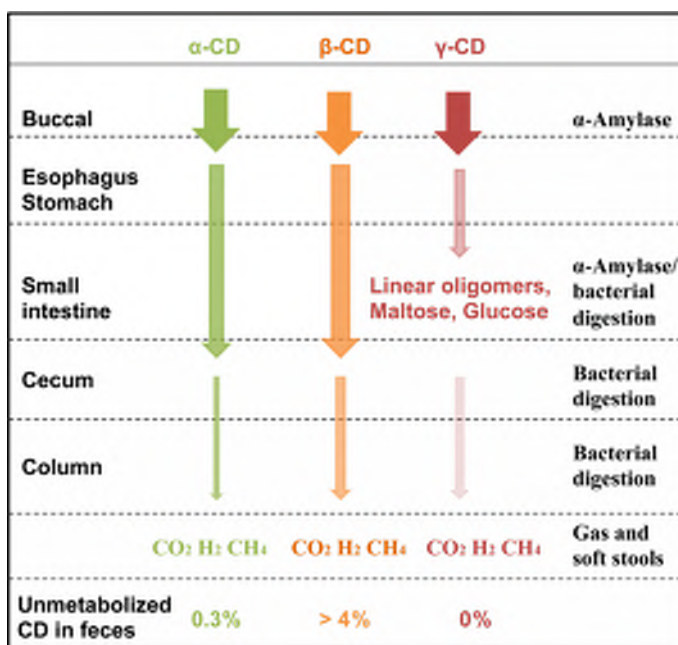 α-CD β-CD γ-CD
Buccal α-Amylase
Esophagus
Stomach
Small
intestine
Linear oligomers,
Maltose, Glucose
α-Amylase/
bacterial
digestion
Cecum
Bacterial
digestion
Column
Bacterial
digestion
CO₂ H₂ CH₄ CO₂ H₂ CH₄ CO₂ H₂ CH₄
Gas and
soft stools
Unmetabolized
CD in feces
0.3% > 4% 0%